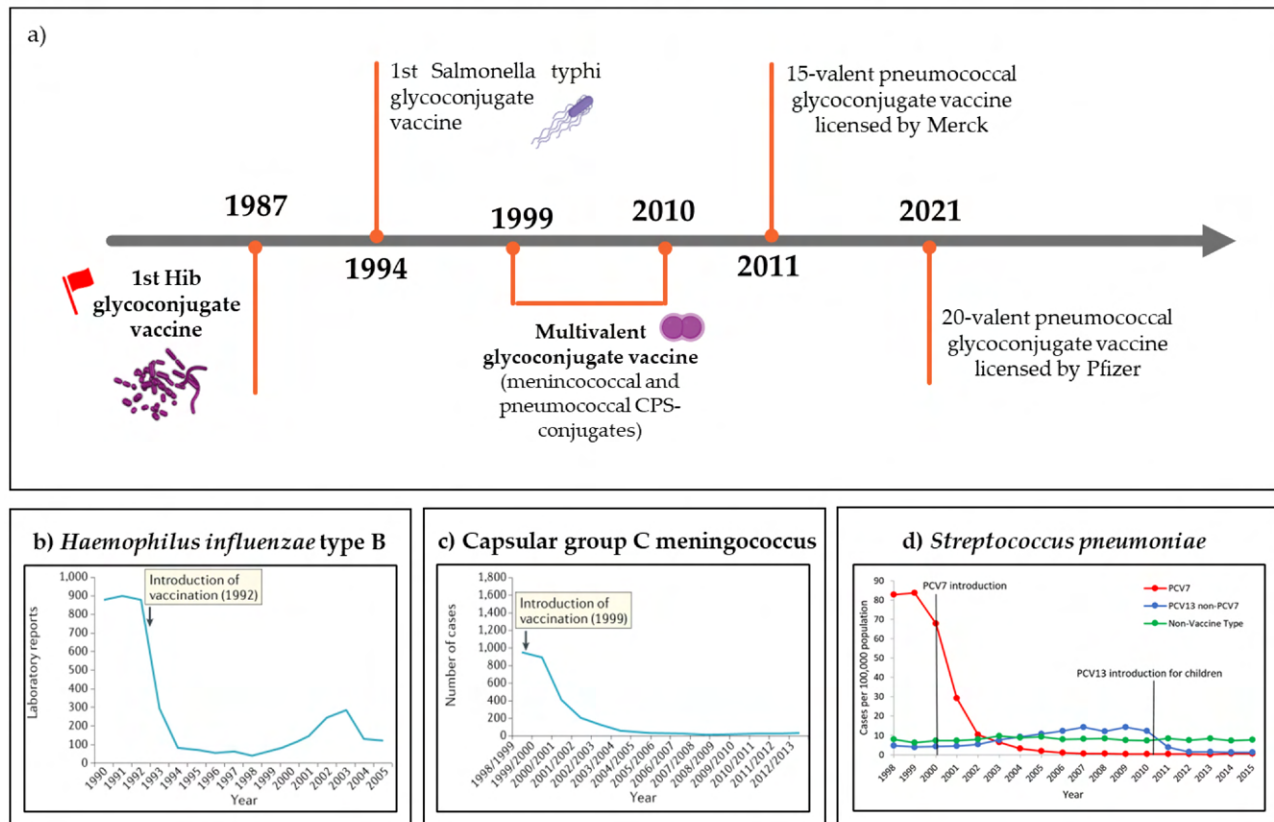 a)
1st Salmonella typhi
glycoconjugate
vaccine
15-valent pneumococcal
glycoconjugate vaccine
licensed by Merck
1987
1999
2010
2021
1994
2011
1st Hib
glycoconjugate
vaccine
Multivalent
glycoconjugate vaccine
(menincococcal and
pneumococcal CPS-
conjugates)
20-valent pneumococcal
glycoconjugate vaccine
licensed by Pfizer
b) Haemophilus influenzae type B
1,000
900
800
700
600
500
400
300
200
100
0
Laboratory reports
Introduction of
vaccination (1992)
1990
1991
1992
1993
1994
1995
1996
1997
1998
1999
2000
2001
2002
2003
2004
2005
Year
c) Capsular group C meningococcus
1,800
1,600
1,400
1,200
1,000
800
600
400
200
0
Number of cases
Introduction of
vaccination (1999)
1998/1999
1999/2000
2000/2001
2001/2002
2002/2003
2003/2004
2004/2005
2005/2006
2006/2007
2007/2008
2008/2009
2009/2010
2010/2011
2011/2012
2012/2013
Year
d) Streptococcus pneumoniae
90
80
70
60
50
40
30
20
10
0
Cases per 100,000 population
PCV7 introduction
PCV7
PCV13 non-PCV7
Non-Vaccine Type
PCV13 introduction for children
1998
1999
2000
2001
2002
2003
2004
2005
2006
2007
2008
2009
2010
2011
2012
2013
2014
2015
Year